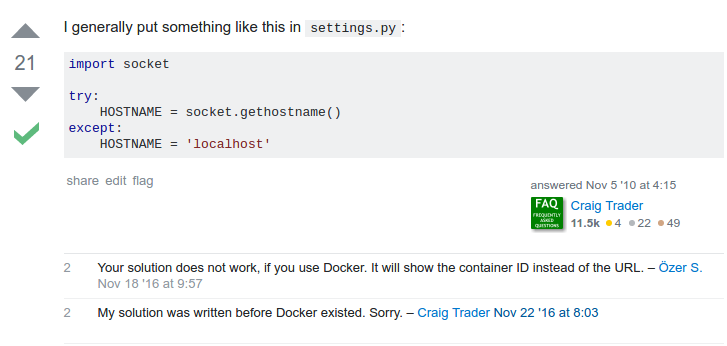 I generally put something like this in settings.py:
21
import socket
try:
    HOSTNAME = socket.gethostname()
except:
    HOSTNAME = 'localhost'
share edit flag
answered Nov 5 '10 at 4:15
FAQ
FREQUENTLY
ASKED
QUESTIONS
Craig Trader
11.5k 4 22 49
2 Your solution does not work, if you use Docker. It will show the container ID instead of the URL. – Özer S.
Nov 18 '16 at 9:57
2 My solution was written before Docker existed. Sorry. – Craig Trader Nov 22 '16 at 8:03